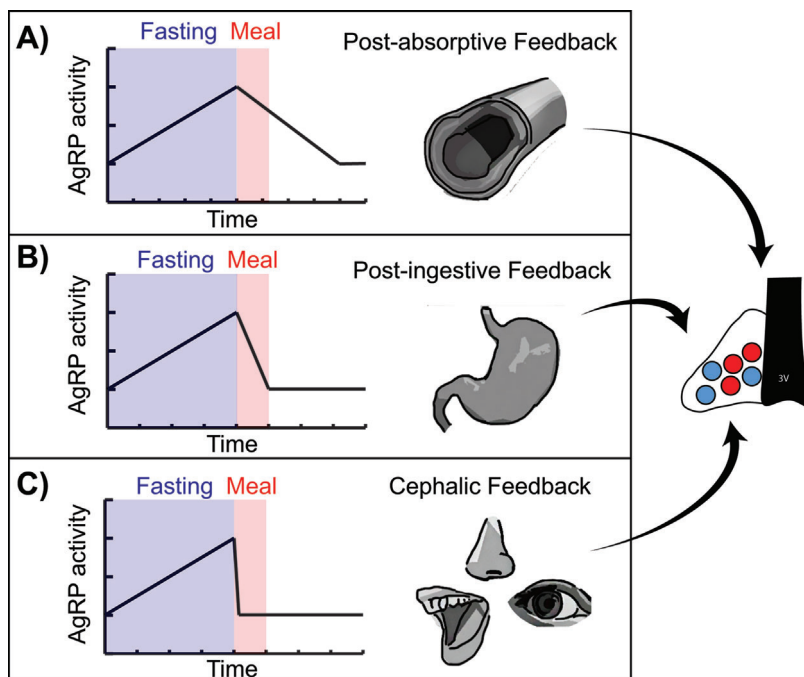 A)
Fasting Meal
Post-absorptive Feedback
AgRP activity
Time
B)
Fasting Meal
Post-ingestive Feedback
AgRP activity
Time
3V
C)
Fasting Meal
Cephalic Feedback
AgRP activity
Time